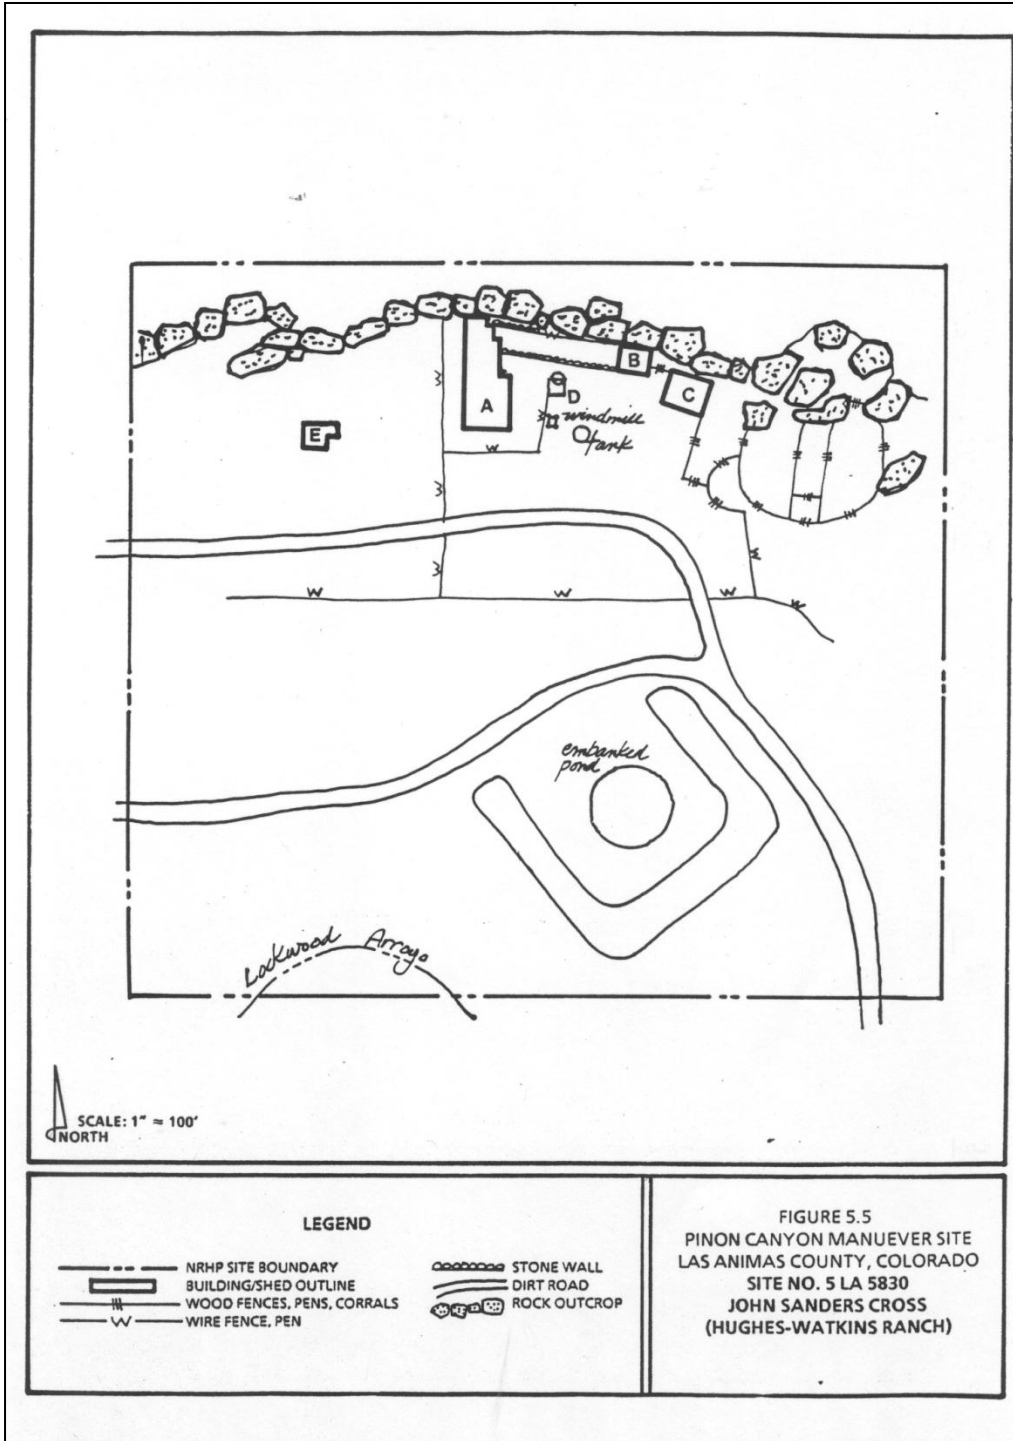 B
C
A
D
windmill
tank
E
W
W
W
W
W
W
W
W
W
embanked
pond
Lockwood Arroyo
SCALE: 1" ≈ 100'
NORTH
LEGEND
NRHP SITE BOUNDARY
BUILDING/SHED OUTLINE
WOOD FENCES, PENS, CORRALS
W WIRE FENCE, PEN
STONE WALL
DIRT ROAD
ROCK OUTCROP
FIGURE 5.5
PINON CANYON MANUEVER SITE
LAS ANIMAS COUNTY, COLORADO
SITE NO. 5 LA 5830
JOHN SANDERS CROSS
(HUGHES-WATKINS RANCH)